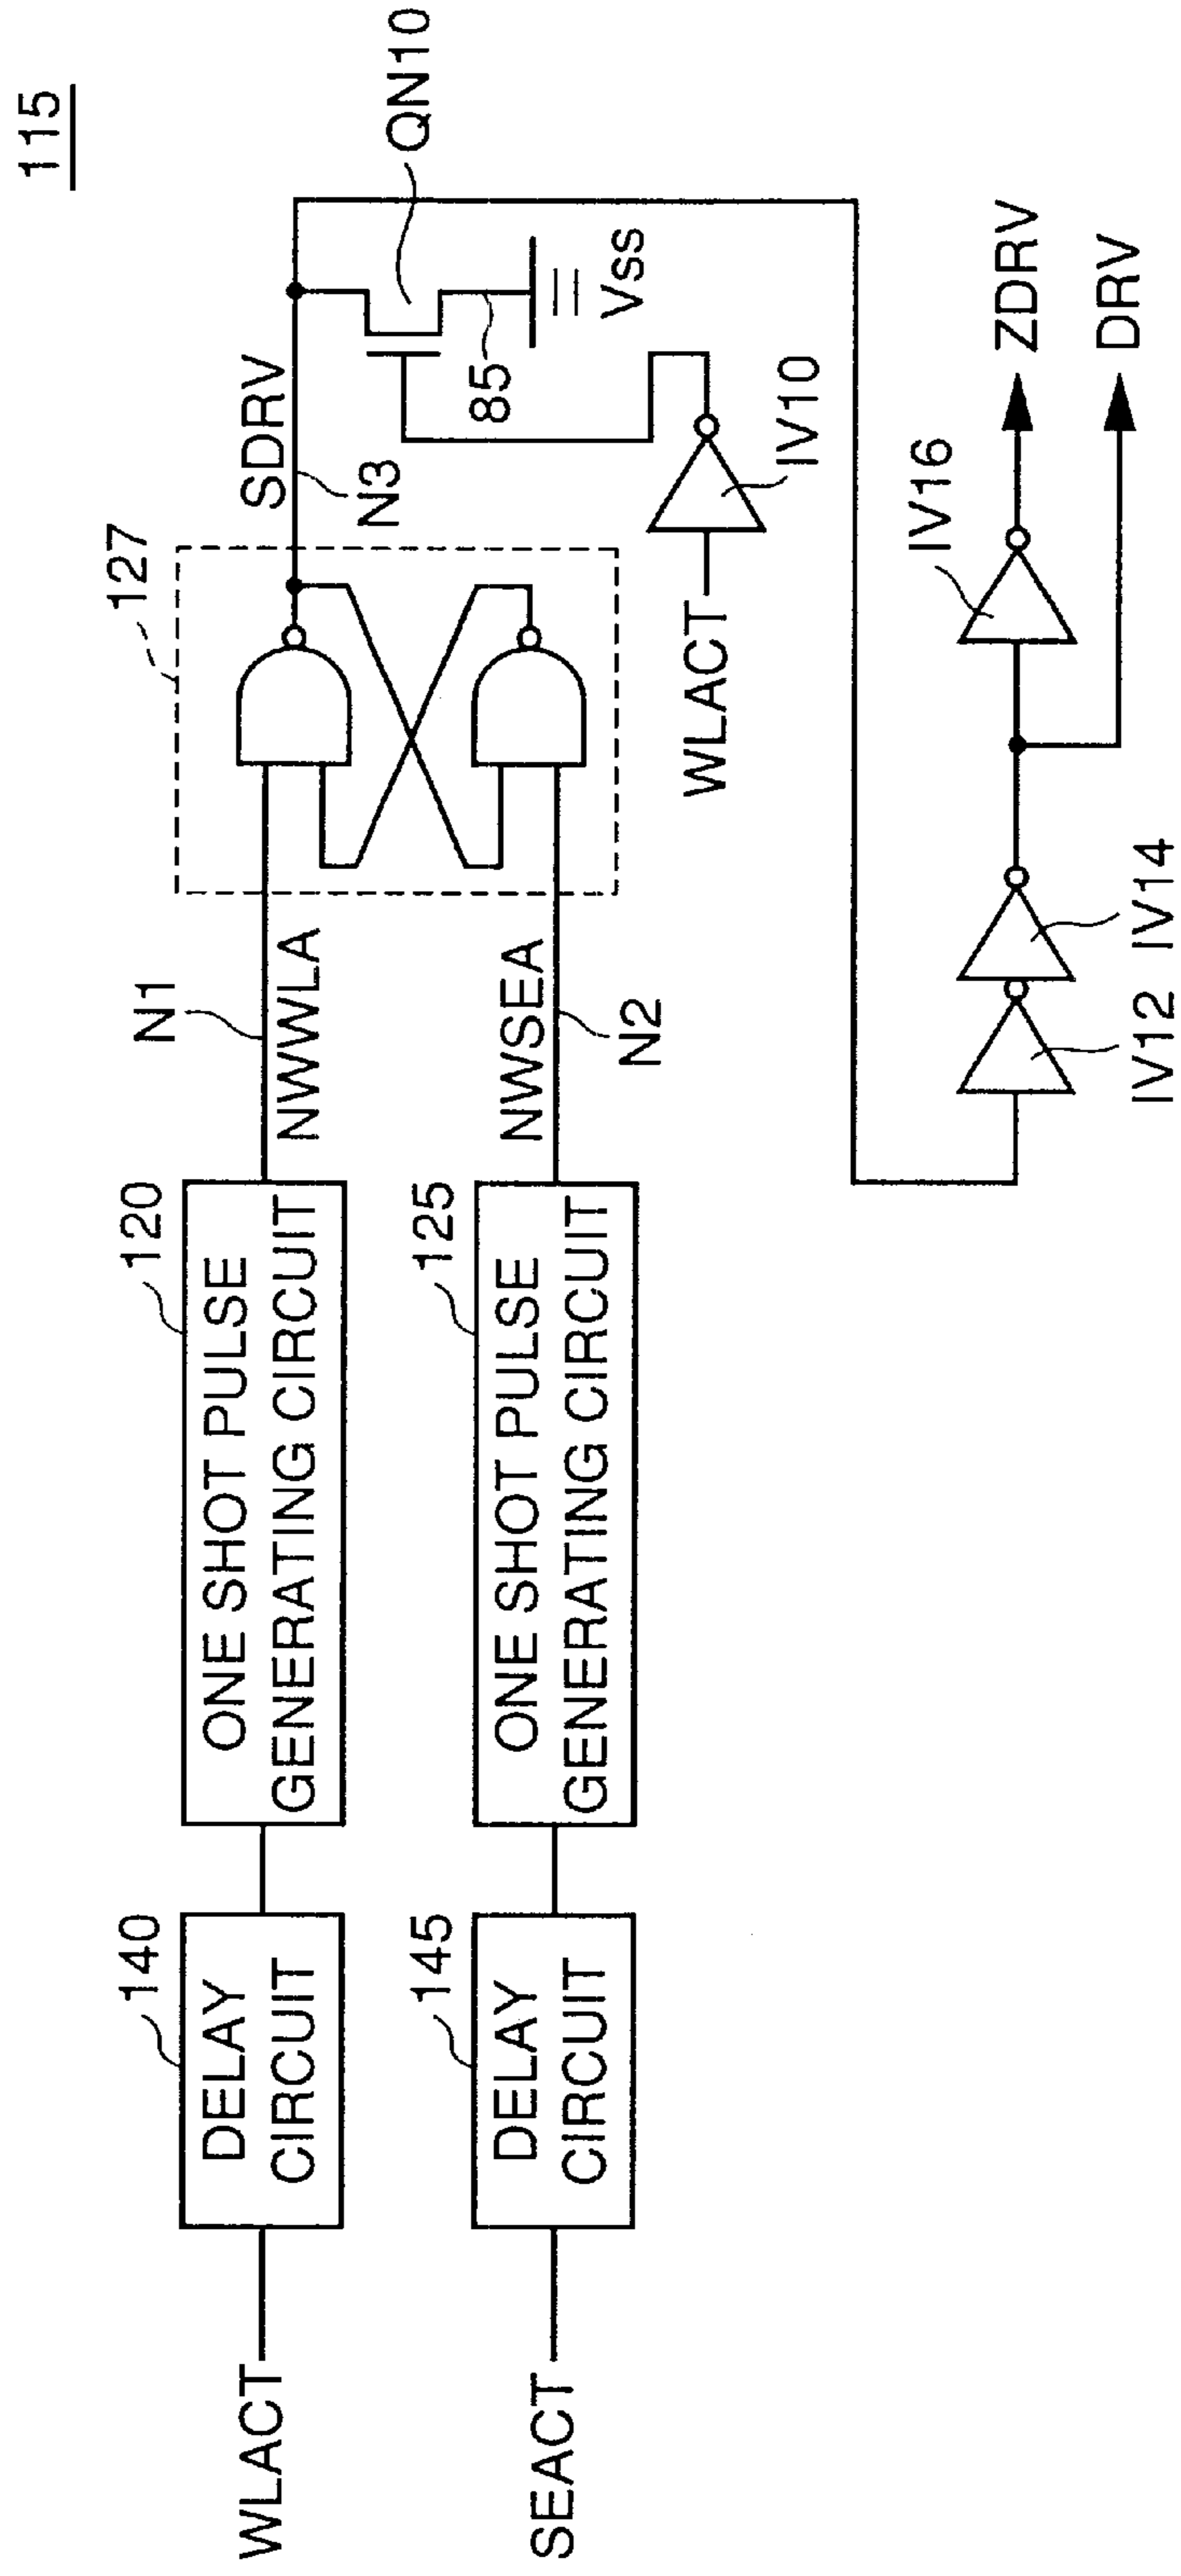 115
WLACT
140
DELAY
CIRCUIT
120
ONE SHOT PULSE
GENERATING CIRCUIT
N1
NWWLA
127
SDRV
N3
QN10
85
Vss
SEACT
145
DELAY
CIRCUIT
125
ONE SHOT PULSE
GENERATING CIRCUIT
NWSEA
N2
WLACT
IV10
IV12
IV14
IV16
ZDRV
DRV